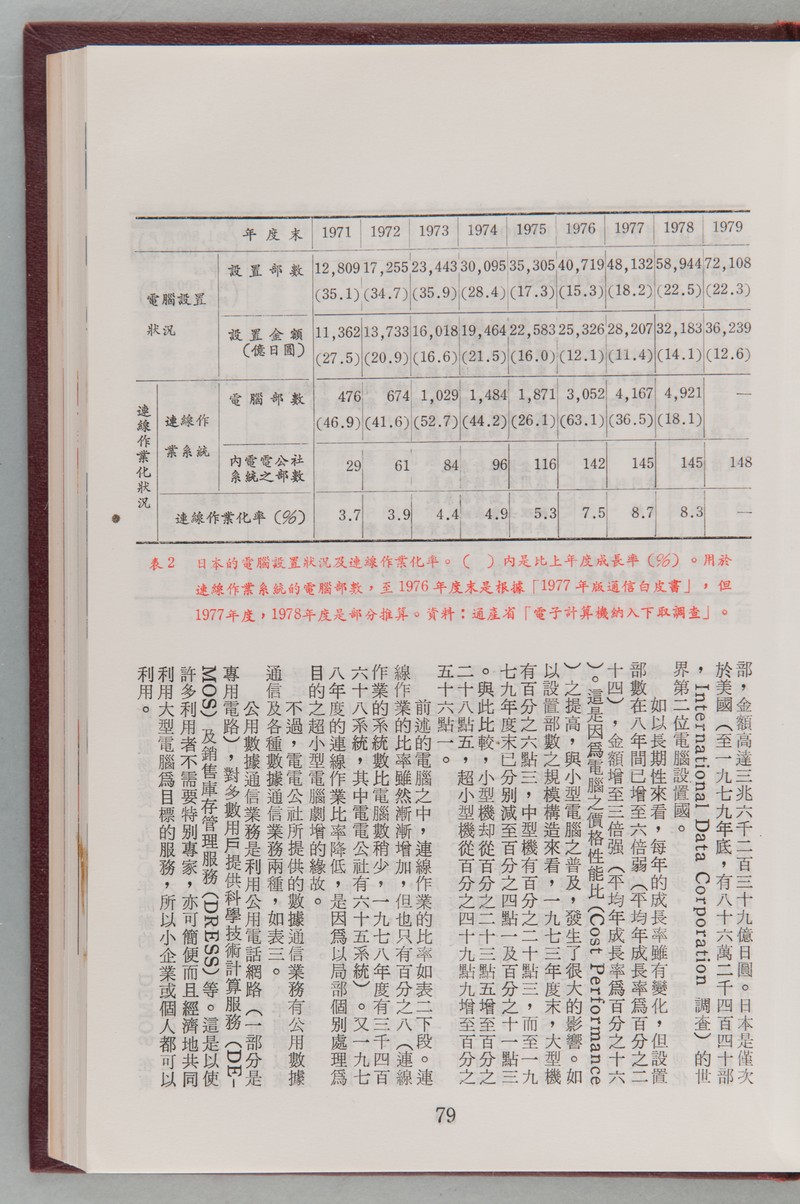 年度末 1971 1972 1973 1974 1975 1976 1977 1978 1979
電腦設置狀況
設置部數 12,809 17,255 23,443 30,095 35,305 40,719 48,132 58,944 72,108
(35.1) (34.7) (35.9) (28.4) (17.3) (15.3) (18.2) (22.5) (22.3)
設置金額(億日圓) 11,362 13,733 16,018 19,464 22,583 25,326 28,207 32,183 36,239
(27.5) (20.9) (16.6) (21.5) (16.0) (12.1) (11.4) (14.1) (12.6)
連線作業化狀況
連線作業系統
電腦部數 476 674 1,029 1,484 1,871 3,052 4,167 4,921 —
(46.9) (41.6) (52.7) (44.2) (26.1) (63.1) (36.5) (18.1)
內電電公社系統之部數 29 61 84 96 116 142 145 145 148
連線作業化率(%) 3.7 3.9 4.4 4.9 5.3 7.5 8.7 8.3 —
表2 日本的電腦設置狀況及連線作業化率。( )內是比上年度成長率(%)。用於
連線作業系統的電腦部數,至1976年度末是根據「1977年版通信白皮書」,但
1977年度,1978年度是部分推算。資料:通産省「電子計算機納入下取調査」。
部,金額高達三兆六千二百三十九億日圓。日本是僅次
於美國(至一九七九年底,有八十六萬二千四百四十部
,International Data Corporation 調査)的世
界第二位電腦設置國。
如以長期性來看,每年的成長率雖有變化,但設置
部數在八年間已增至六倍弱(平均年成長率爲百分之二
十四),金額增至三倍强(平均年成長率爲百分之十六
)。這是因爲電腦之價格性能比(Cost Performance
)之提高,與小型電腦之普及,發生了很大的影響。如
以設置部數之規模構造來看,一九七三年度末,大型機
有百分之六點三,中型機有百分之二十點三,而至一九
七九年度末已分別減至百分之四點一及百分之十一點三
。與此比較,小型機却從百分之二十三點五增至百分之
二十八點五,超小型機從百分之四十九點九增至百分之
五十六點一。
前述的電腦之中,連線作業的比率如表二下段。連
線作業的比率雖然漸漸增加,但也只有百分之八(連線
作業的系統數比電腦數稍少,一九七八年度有三千四百
六十八系統,其中電電公社有六十五系統)。又一九七
八年度的連線作業比率降低,是因爲以局部個別處理爲
目的之超小型電腦劇增的緣故。
不過,電電公社所提供的數據通信業務有公用數據
通信及各種數據通信業務兩種,如表三。
公用數據通信業務是利用公用電話網路(一部分是
專用電路),對多數用戶提供科學技術計算服務(DE-
MOS)及銷售庫存管理服務(DRESS)等。這是以使
許多利用者不需要特别專家,亦可簡便而且經濟地共同
利用大型電腦爲目標的服務,所以小企業或個人都可以
利用。
79